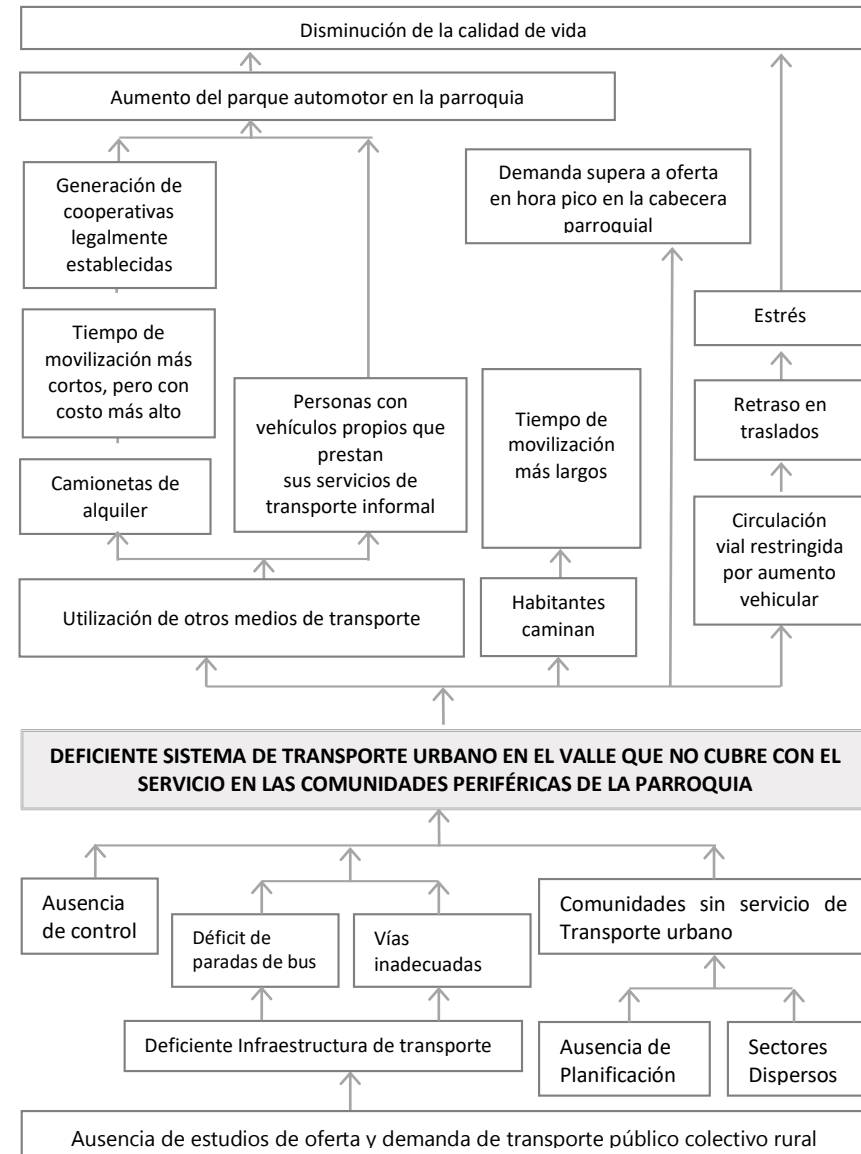 Disminución de la calidad de vida
Aumento del parque automotor en la parroquia
Generación de
cooperativas
legalmente
establecidas
Demanda supera a oferta
en hora pico en la cabecera
parroquial
Tiempo de
movilización más
cortos, pero con
costo más alto
Estrés
Personas con
vehículos propios que
prestan
sus servicios de
transporte informal
Tiempo de
movilización
más largos
Retraso en
traslados
Camionetas de
alquiler
Circulación
vial restringida
por aumento
vehicular
Utilización de otros medios de transporte
Habitantes
caminan
DEFICIENTE SISTEMA DE TRANSPORTE URBANO EN EL VALLE QUE NO CUBRE CON EL
SERVICIO EN LAS COMUNIDADES PERIFÉRICAS DE LA PARROQUIA
Ausencia
de control
Déficit de
paradas de bus
Vías
inadecuadas
Comunidades sin servicio de
Transporte urbano
Deficiente Infraestructura de transporte
Ausencia de
Planificación
Sectores
Dispersos
Ausencia de estudios de oferta y demanda de transporte público colectivo rural